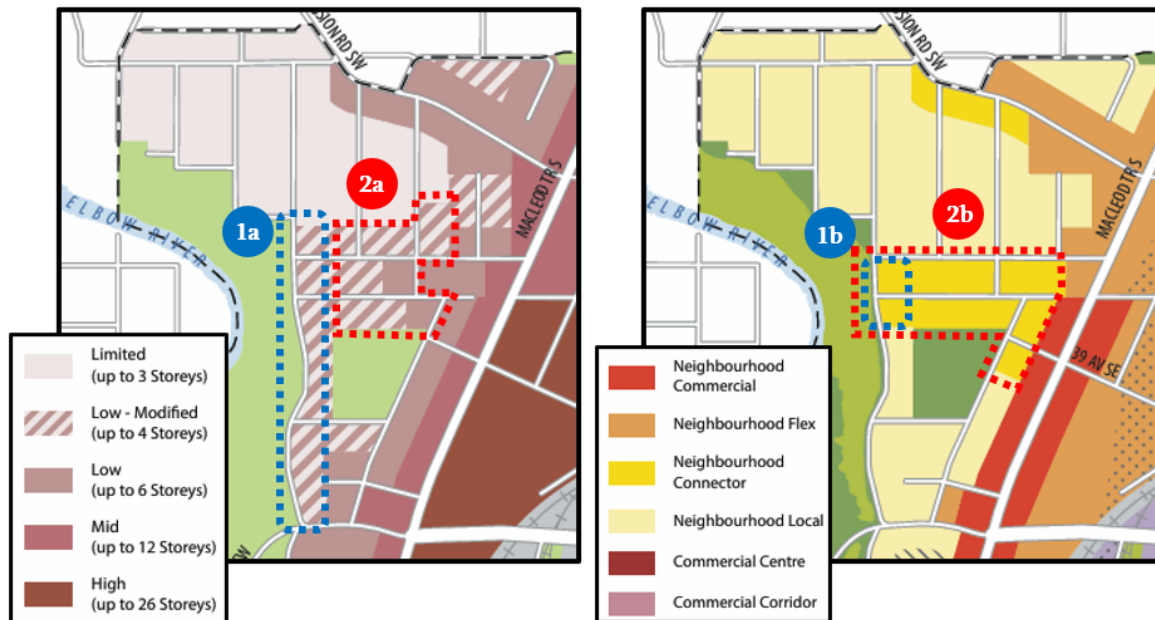 SION RD SW
MACLEOD TR S
ELBOW RIVER
1a
2a
Limited
(up to 3 Storeys)
Low - Modified
(up to 4 Storeys)
Low
(up to 6 Storeys)
Mid
(up to 12 Storeys)
High
(up to 26 Storeys)
SION RD SW
MACLEOD TR S
ELBOW RIVER
1b
2b
39 AV SE
Neighbourhood
Commercial
Neighbourhood Flex
Neighbourhood
Connector
Neighbourhood Local
Commercial Centre
Commercial Corridor